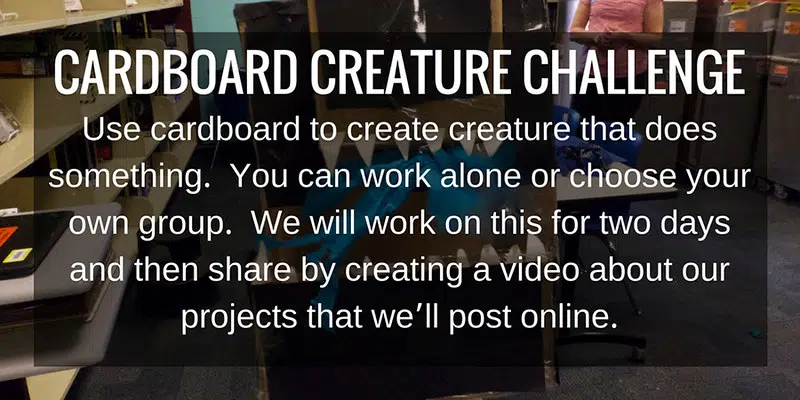 CARDBOARD CREATURE CHALLENGE
Use cardboard to create creature that does
something.  You can work alone or choose your
own group.  We will work on this for two days
and then share by creating a video about our
projects that we’ll post online.